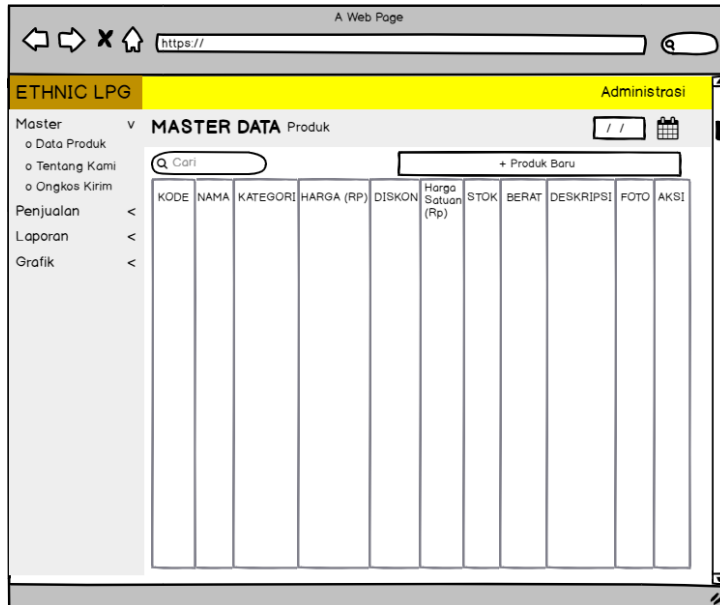 A Web Page
https://
ETHNIC LPG
Administrasi
Master v
o Data Produk
o Tentang Kami
o Ongkos Kirim
Penjualan <
Laporan <
Grafik <
MASTER DATA Produk
/ /
Cari
+ Produk Baru
KODE NAMA KATEGORI HARGA (RP) DISKON Harga Satuan (Rp) STOK BERAT DESKRIPSI FOTO AKSI